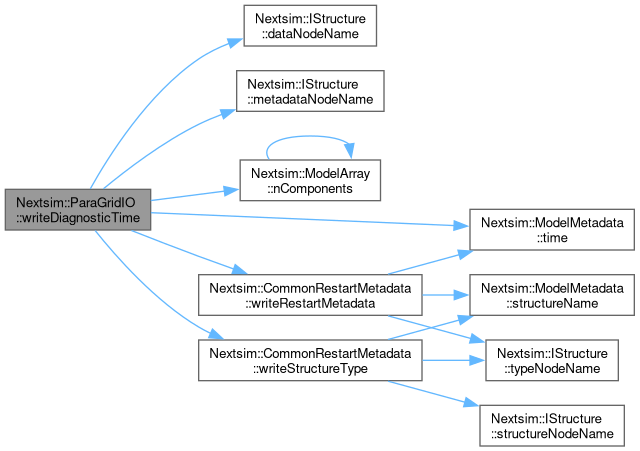 Nextsim::IStructure
::dataNodeName
Nextsim::IStructure
::metadataNodeName
Nextsim::ModelArray
::nComponents
Nextsim::ParaGridIO
::writeDiagnosticTime
Nextsim::ModelMetadata
::time
Nextsim::CommonRestartMetadata
::writeRestartMetadata
Nextsim::ModelMetadata
::structureName
Nextsim::CommonRestartMetadata
::writeStructureType
Nextsim::IStructure
::typeNodeName
Nextsim::IStructure
::structureNodeName